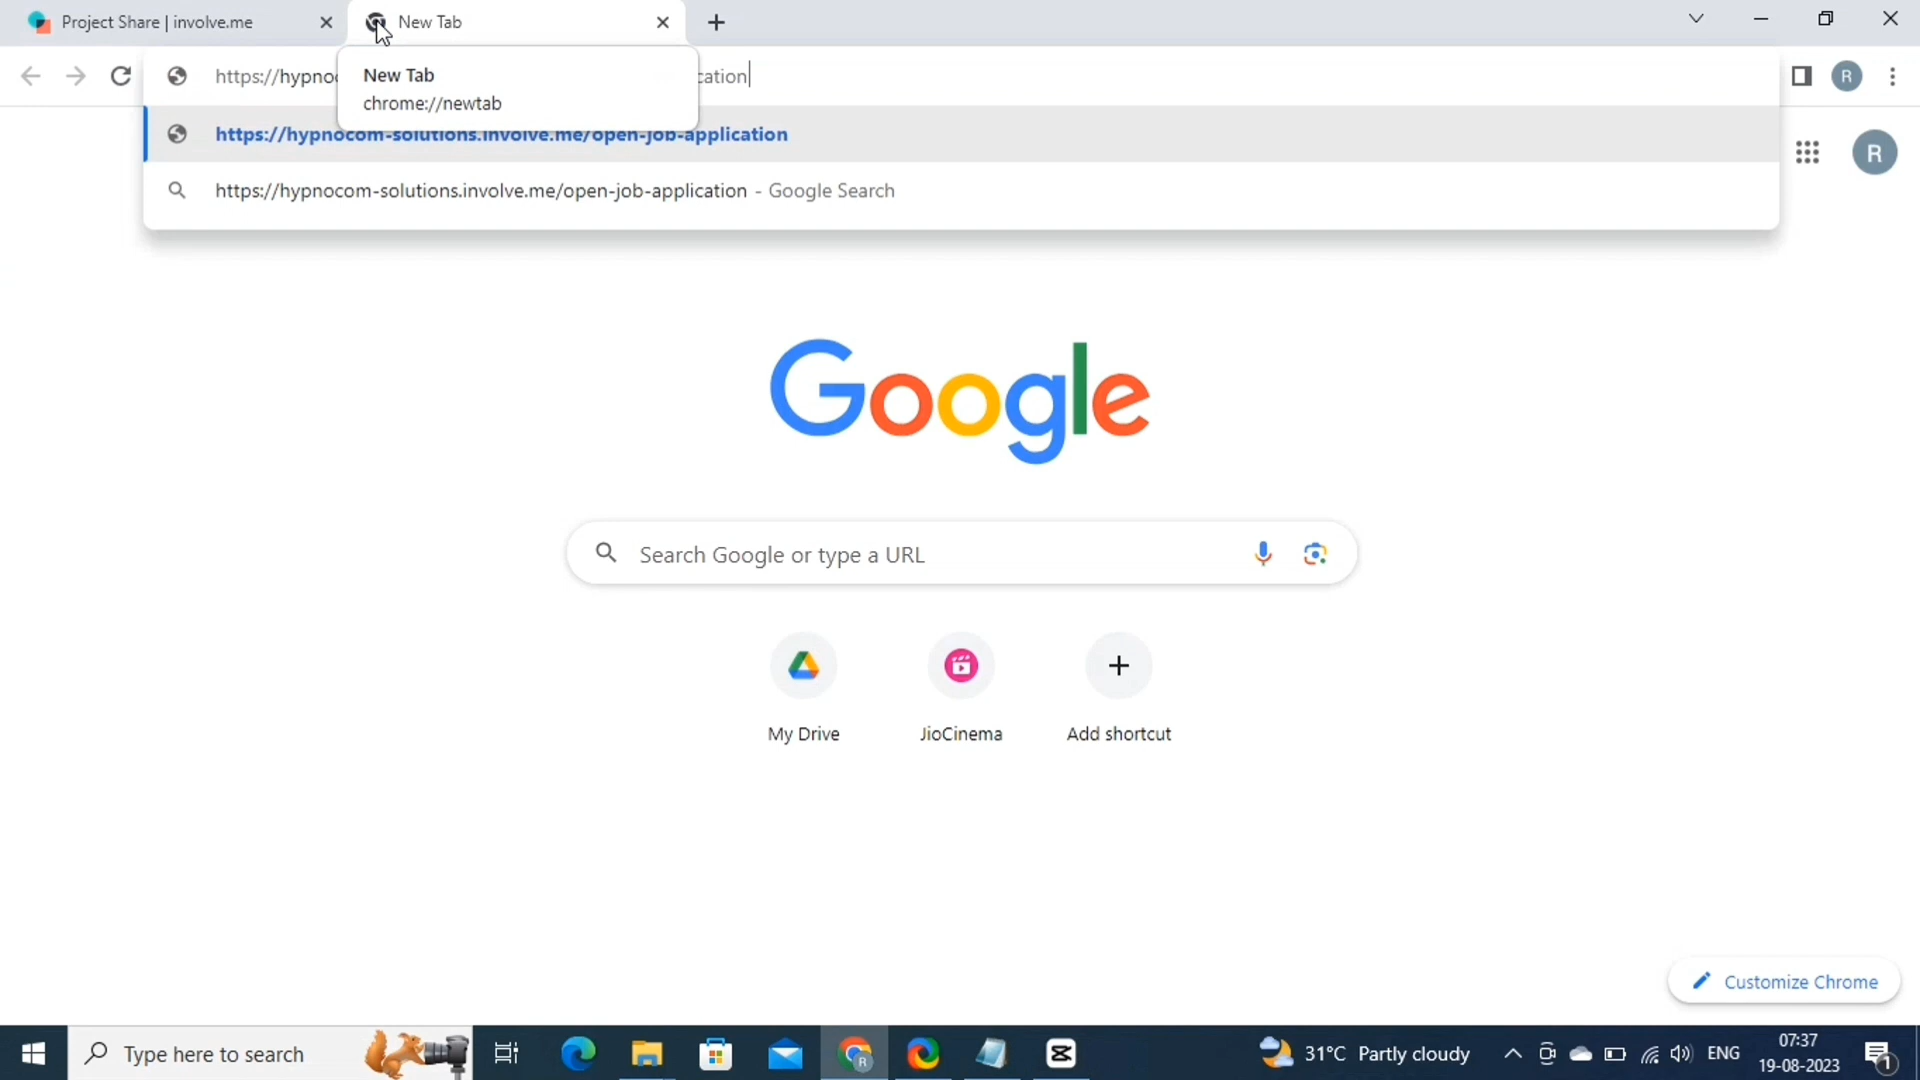 Project Share | involve.me
New Tab
https://hypnoc
cation
New Tab
chrome://newtab
https://hypnocom-solutions.involve.me/open-job-application
https://hypnocom-solutions.involve.me/open-job-application - Google Search
R
R
Google
Search Google or type a URL
My Drive
JioCinema
Add shortcut
Customize Chrome
Type here to search
31°C Partly cloudy
ENG
07:37
19-08-2023
1